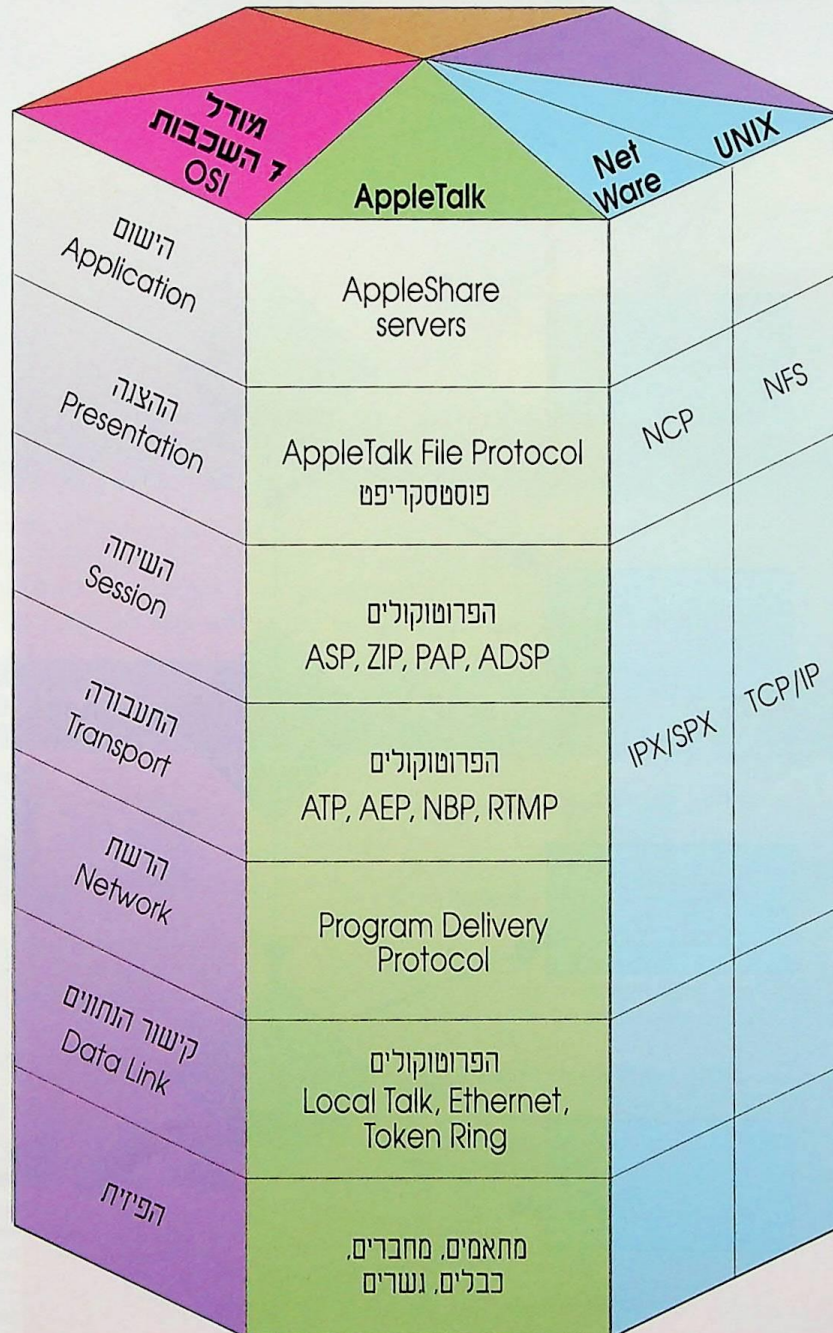 מודל
7 השכבות
OSI
AppleTalk
Net
Ware
UNIX
הישום
Application
AppleShare
servers
ההצגה
Presentation
AppleTalk File Protocol
פוסטסקריפט
NCP
NFS
השיחה
Session
הפרוטוקולים
ASP, ZIP, PAP, ADSP
התעבורה
Transport
הפרוטוקולים
ATP, AEP, NBP, RTMP
IPX/SPX
TCP/IP
הרשת
Network
Program Delivery
Protocol
קישור הנתונים
Data Link
הפרוטוקולים
Local Talk, Ethernet,
Token Ring
הפיזית
מתאמים, מחברים,
כבלים, גשרים